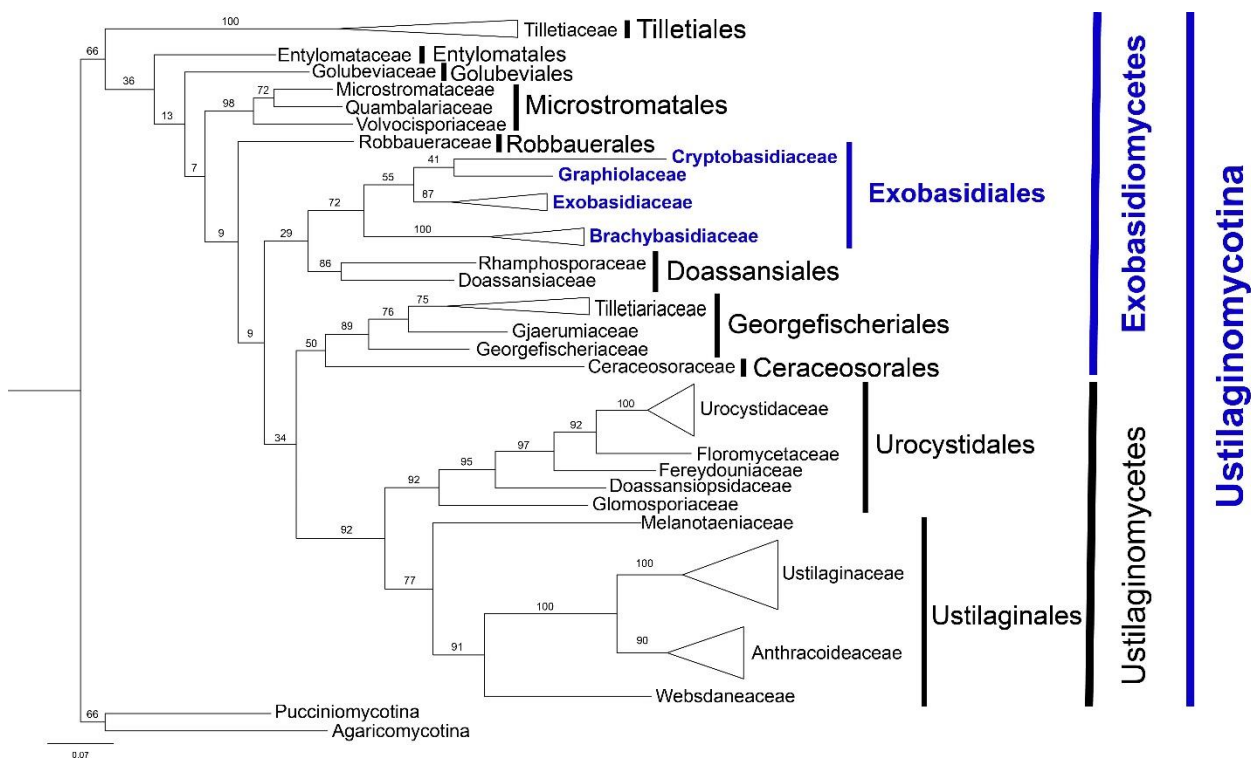 100
Tilletiaceae Tilletiales
66
Entylomataceae Entylomatales
36
Golubeviaceae Golubeviales
13
72 Microstromataceae
98 Quambalariaceae Microstromatales
Volvocisporiaceae
7
Robbaueraceae Robbauerales
41 Cryptobasidiaceae
55 Graphiolaceae
87 Exobasidiaceae Exobasidiales
72
100 Brachybasidiaceae
29
9
86 Rhamphosporaceae Doassansiales
Doassansiaceae
75 Tilletiariaceae
76 Gjaerumiaceae Georgefischeriales
89 Georgefischeriaceae
9
50
Ceraceosoraceae Ceraceosorales
Exobasidiomycetes
100 Urocystidaceae
92 Floromycetaceae Urocystidales
97 Fereydouniaceae
95 Doassansiopsidaceae
92 Glomosporiaceae
34
Melanotaeniaceae
92
100 Ustilaginaceae
77
100 Ustilaginales
90 Anthracoideaceae
91
Websdaneaceae
Ustilaginomycetes
Ustilaginomycotina
66 Pucciniomycotina
Agaricomycotina
0.07